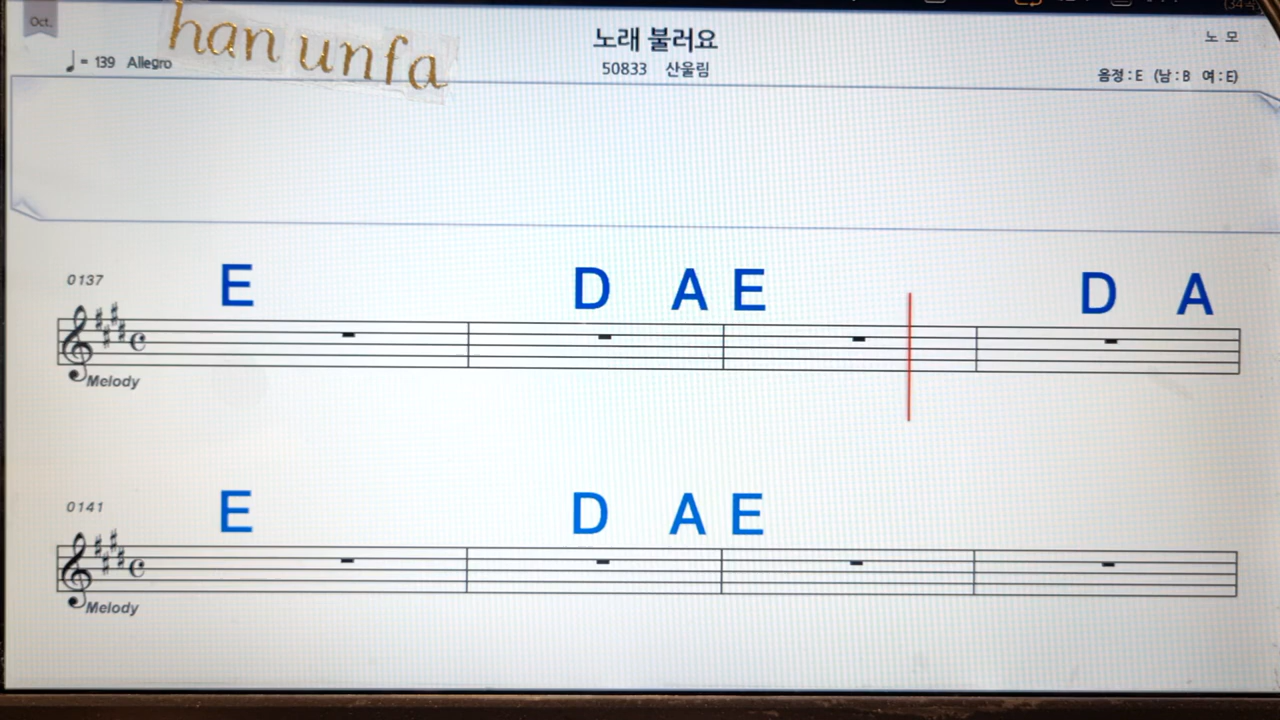 Oct.
han unfa
노래 불러요
노 모
♩= 139 Allegro
50833 산울림
음정 : E (남 : B 여 : E)
0137
E D A E D A
Melody
0141
E D A E
Melody